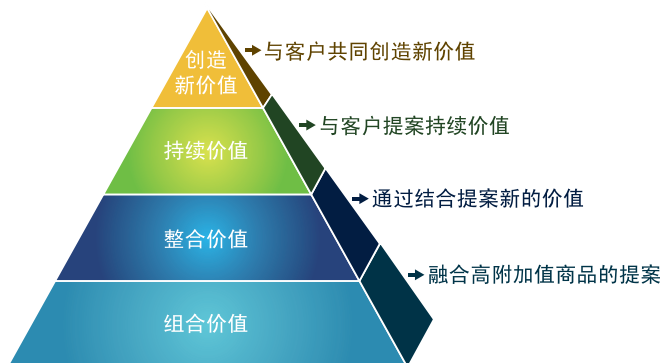 创造
新价值
与客户共同创造新价值
持续价值
与客户提案持续价值
整合价值
通过结合提案新的价值
组合价值
融合高附加值商品的提案